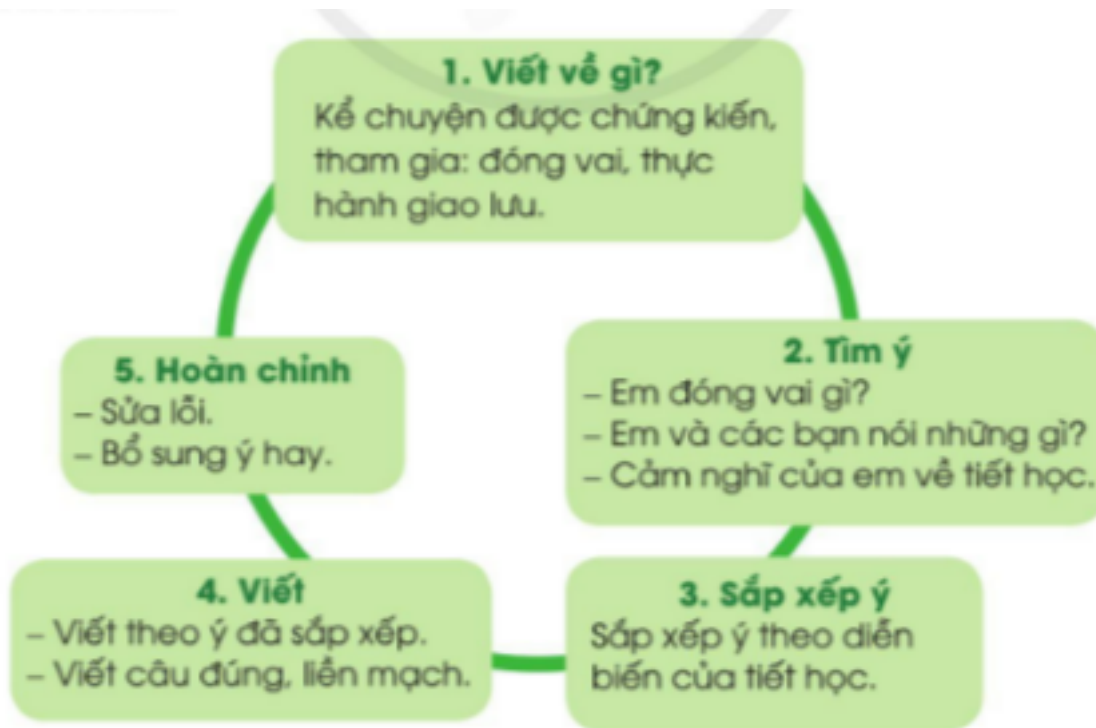 1. Viết về gì?
Kể chuyện được chứng kiến,
tham gia: đóng vai, thực
hành giao lưu.
2. Tìm ý
– Em đóng vai gì?
– Em và các bạn nói những gì?
– Cảm nghĩ của em về tiết học.
3. Sắp xếp ý
Sắp xếp ý theo diễn
biến của tiết học.
4. Viết
– Viết theo ý đã sắp xếp.
– Viết câu đúng, liền mạch.
5. Hoàn chỉnh
– Sửa lỗi.
– Bổ sung ý hay.